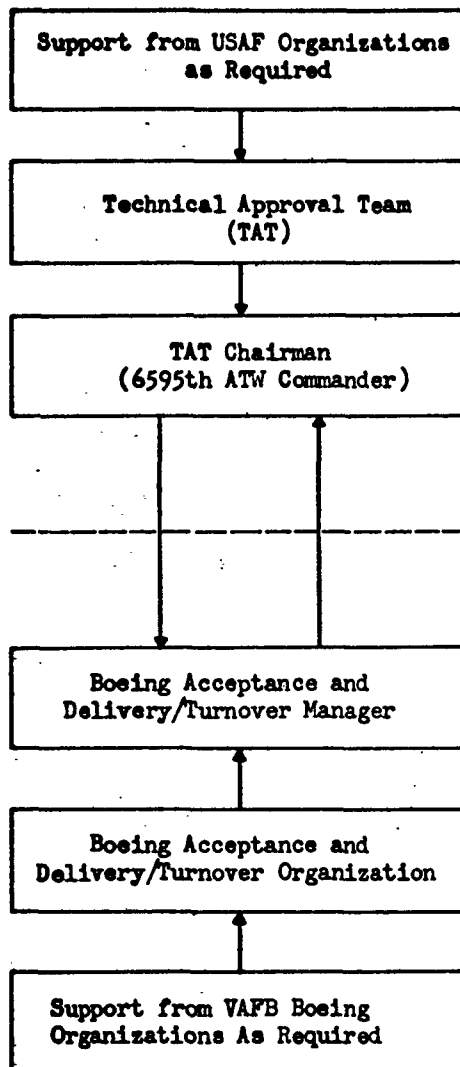 Support from USAF Organizations
as Required
Technical Approval Team
(TAT)
TAT Chairman
(6595th ATW Commander)
Boeing Acceptance and
Delivery/Turnover Manager
Boeing Acceptance and
Delivery/Turnover Organization
Support from VAFB Boeing
Organizations As Required